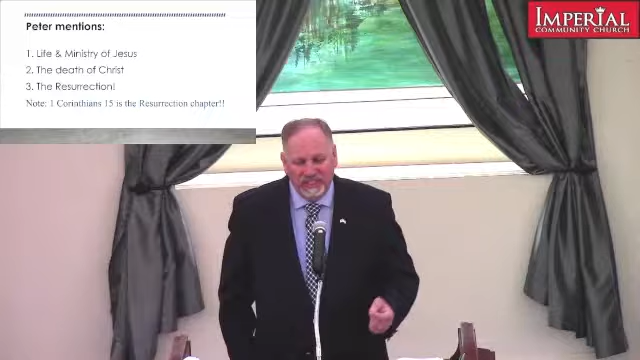 Peter mentions:
1. Life & Ministry of Jesus
2. The death of Christ
3. The Resurrection!
Note: 1 Corinthians 15 is the Resurrection chapter!!
IMPERIAL
COMMUNITY CHURCH